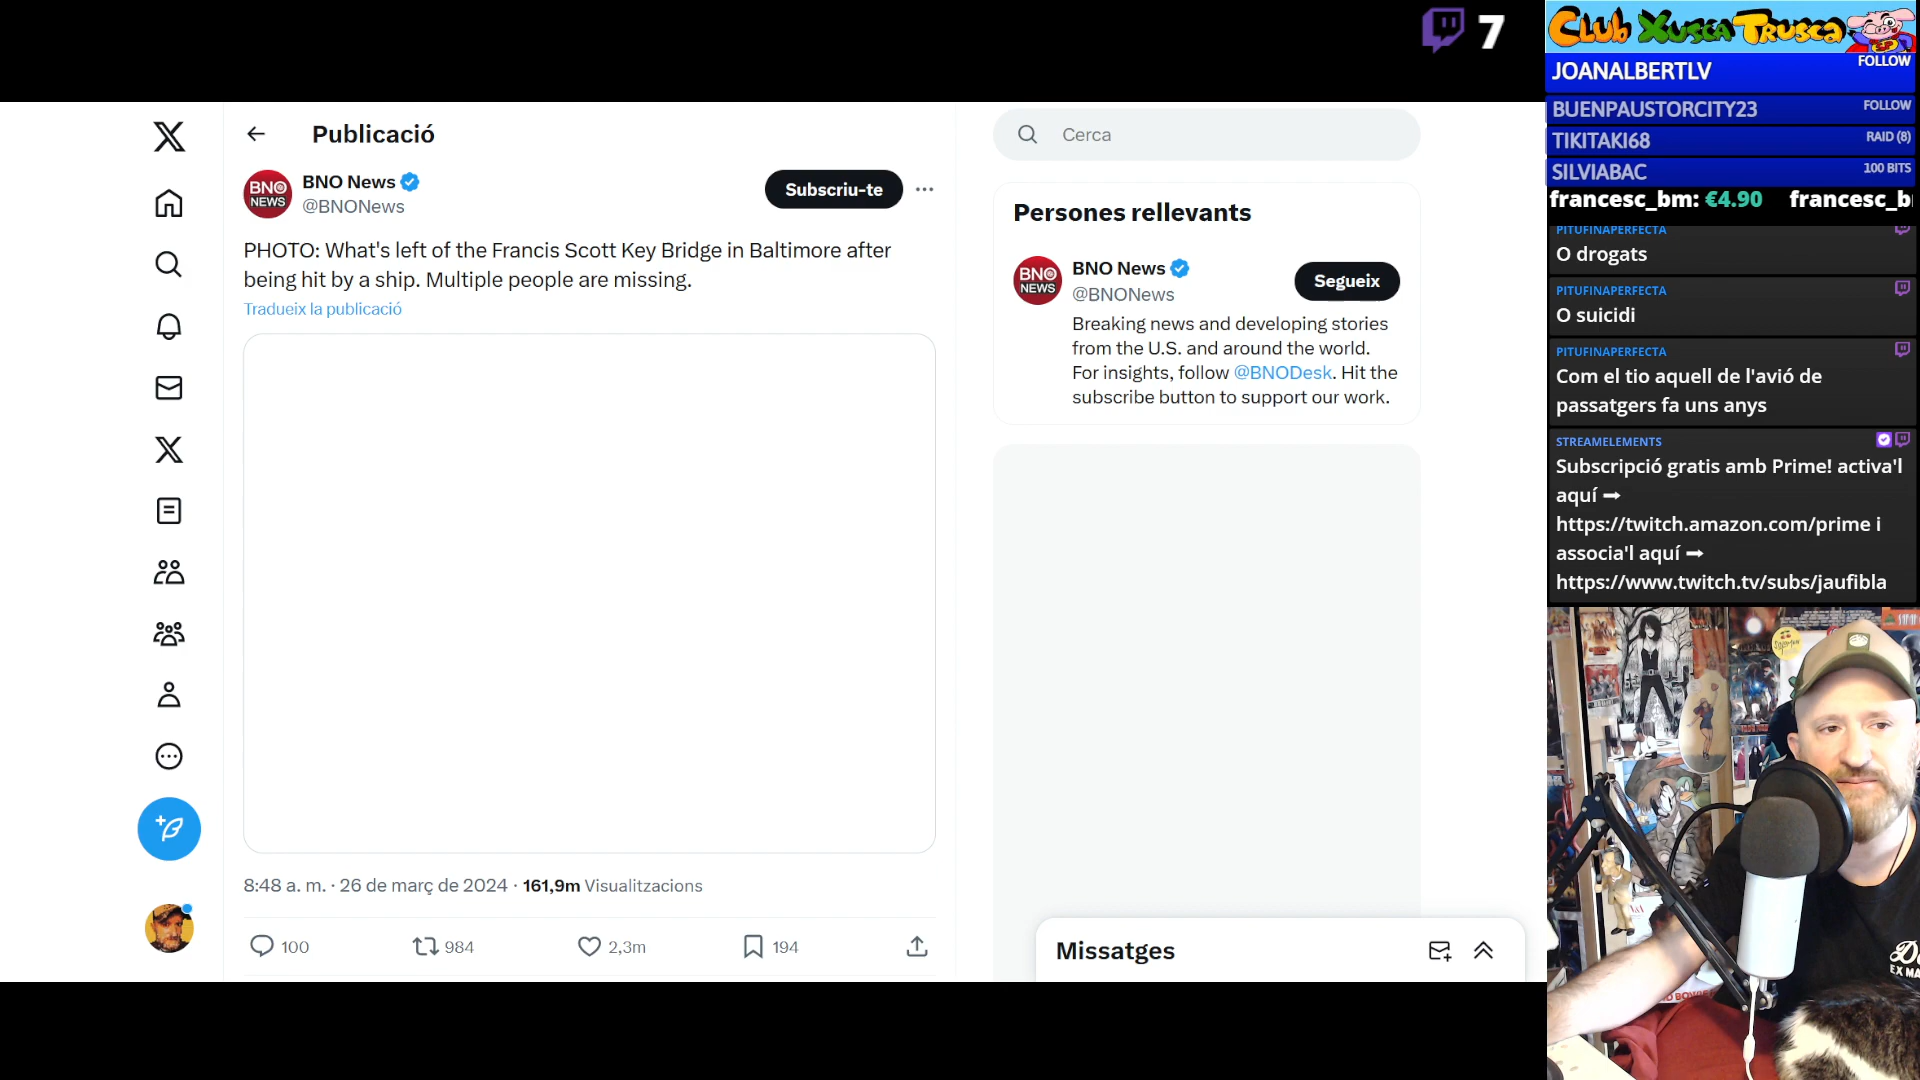 7
Publicació
BNO News
@BNONews
Subscriu-te
PHOTO: What's left of the Francis Scott Key Bridge in Baltimore after
being hit by a ship. Multiple people are missing.
Tradueix la publicació
8:48 a. m. · 26 de març de 2024 · 161,9m Visualitzacions
100
984
2,3m
194
Cerca
Persones rellevants
BNO News
@BNONews
Segueix
Breaking news and developing stories
from the U.S. and around the world.
For insights, follow @BNODesk. Hit the
subscribe button to support our work.
Missatges
Club Xusca Trusca
JOANALBERTLV FOLLOW
BUENPAUSTORCITY23 FOLLOW
TIKITAKI68 RAID (8)
SILVIABAC 100 BITS
francesc_bm: €4.90 francesc_b
PITUFINAPERFECTA
O drogats
PITUFINAPERFECTA
O suicidi
PITUFINAPERFECTA
Com el tio aquell de l'avió de
passatgers fa uns anys
STREAMELEMENTS
Subscripció gratis amb Prime! activa'l
aquí ➡
https://twitch.amazon.com/prime i
associa'l aquí ➡
https://www.twitch.tv/subs/jaufibla